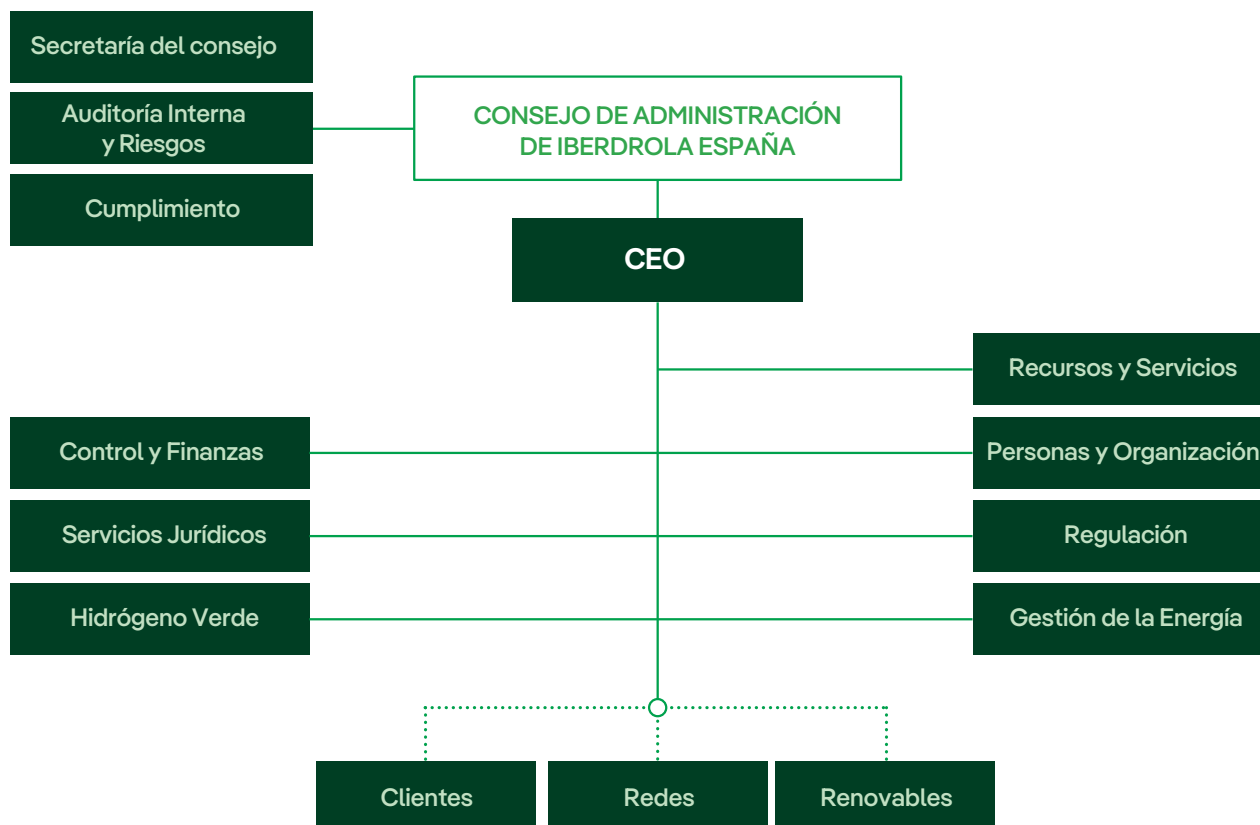 Secretaría del consejo
Auditoría Interna
y Riesgos
Cumplimiento
CONSEJO DE ADMINISTRACIÓN
DE IBERDROLA ESPAÑA
CEO
Recursos y Servicios
Control y Finanzas
Personas y Organización
Servicios Jurídicos
Regulación
Hidrógeno Verde
Gestión de la Energía
Clientes
Redes
Renovables